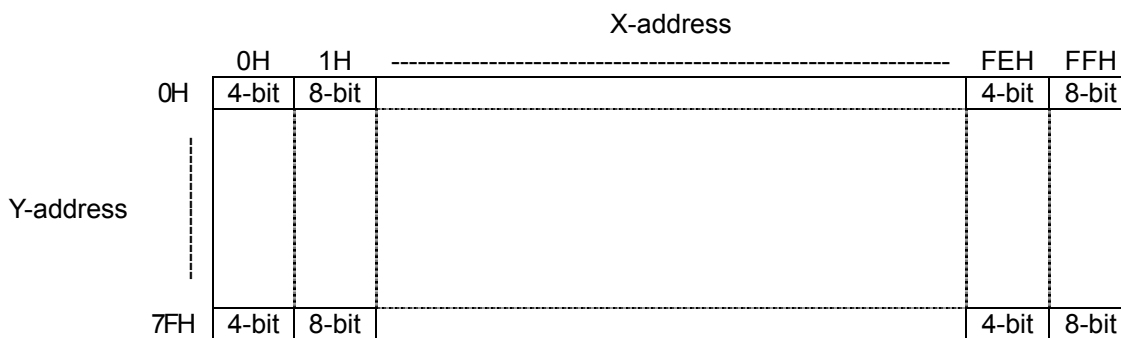 X-address
0H 1H ---------------------------------------------------------------- FEH FFH
0H 4-bit 8-bit 4-bit 8-bit
Y-address
7FH 4-bit 8-bit 4-bit 8-bit